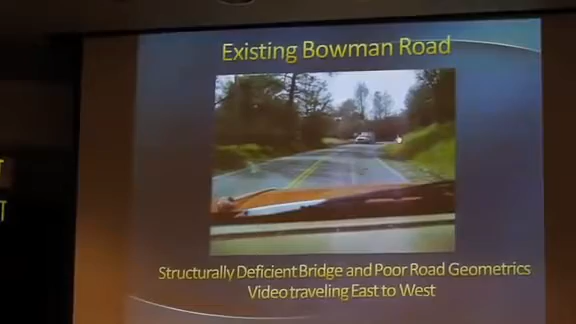 Existing Bowman Road
Structurally Deficient Bridge and Poor Road Geometrics
Video traveling East to West